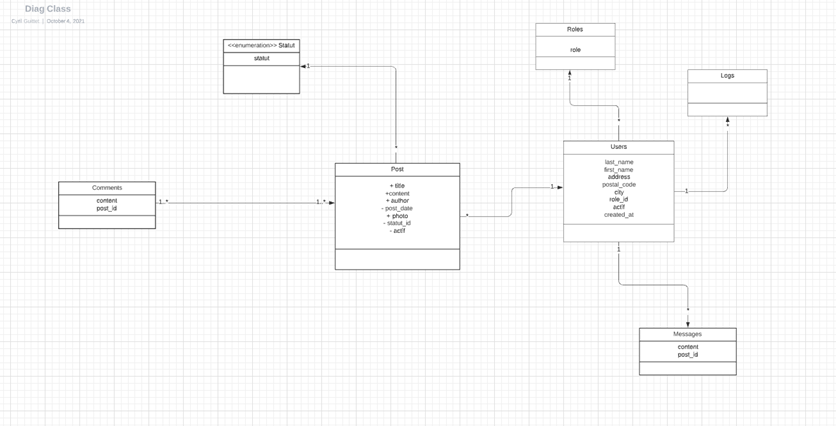 Diag Class
Cyril Guitec | October 6, 2021
Roles
role
<<enumeration>> Statut
statut
Logs
1
1
*
*
*
Users
last_name
first_name
address
postal_code
city
role_id
actif
created_at
Post
+ title
+content
+ author
- post_date
+ photo
- statut_id
- actif
Comments
content
post_id
1..*
1..*
*
1
1
1
*
Messages
content
post_id